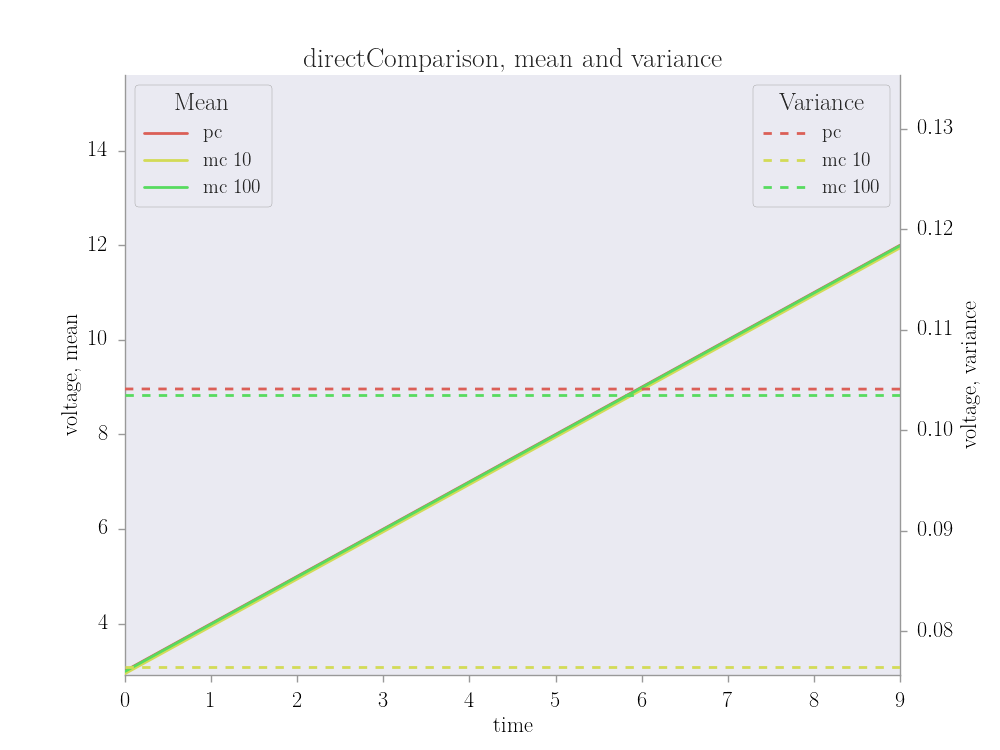 directComparison, mean and variance
Mean
pc
mc 10
mc 100
Variance
pc
mc 10
mc 100
voltage, mean
14
12
10
8
6
4
0.13
0.12
0.11
0.10
0.09
0.08
voltage, variance
0 1 2 3 4 5 6 7 8 9
time